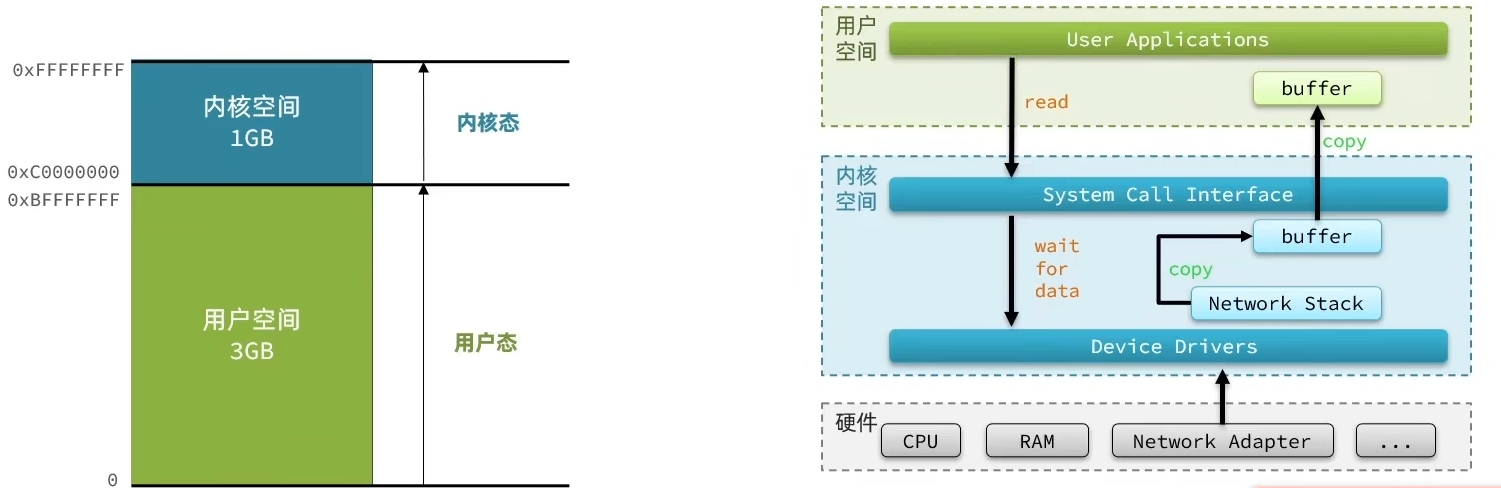 0xFFFFFFFF
内核空间
1GB
内核态
0xC0000000
0xBFFFFFFF
用户空间
3GB
用户态
0
用户
空间
User Applications
read
buffer
copy
内核
空间
System Call Interface
wait
for
data
buffer
copy
Network Stack
Device Drivers
硬件
CPU
RAM
Network Adapter
...